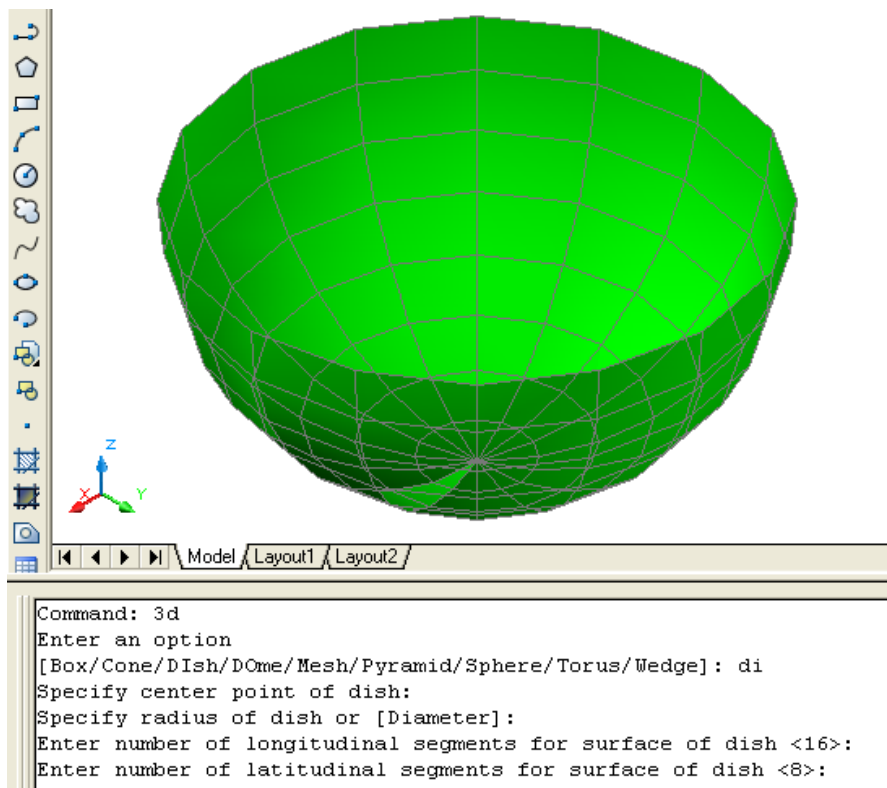 Z
X
Y
Model Layout1 Layout2
Command: 3d
Enter an option
[Box/Cone/DIsh/DOme/Mesh/Pyramid/Sphere/Torus/Wedge]: di
Specify center point of dish:
Specify radius of dish or [Diameter]:
Enter number of longitudinal segments for surface of dish <16>:
Enter number of latitudinal segments for surface of dish <8>: